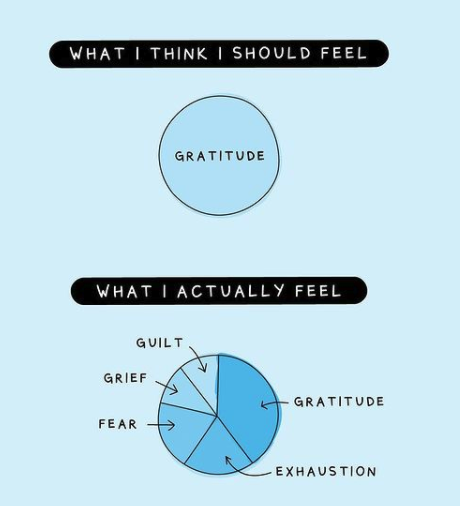 WHAT I THINK I SHOULD FEEL
GRATITUDE
WHAT I ACTUALLY FEEL
GUILT
GRIEF
GRATITUDE
FEAR
EXHAUSTION